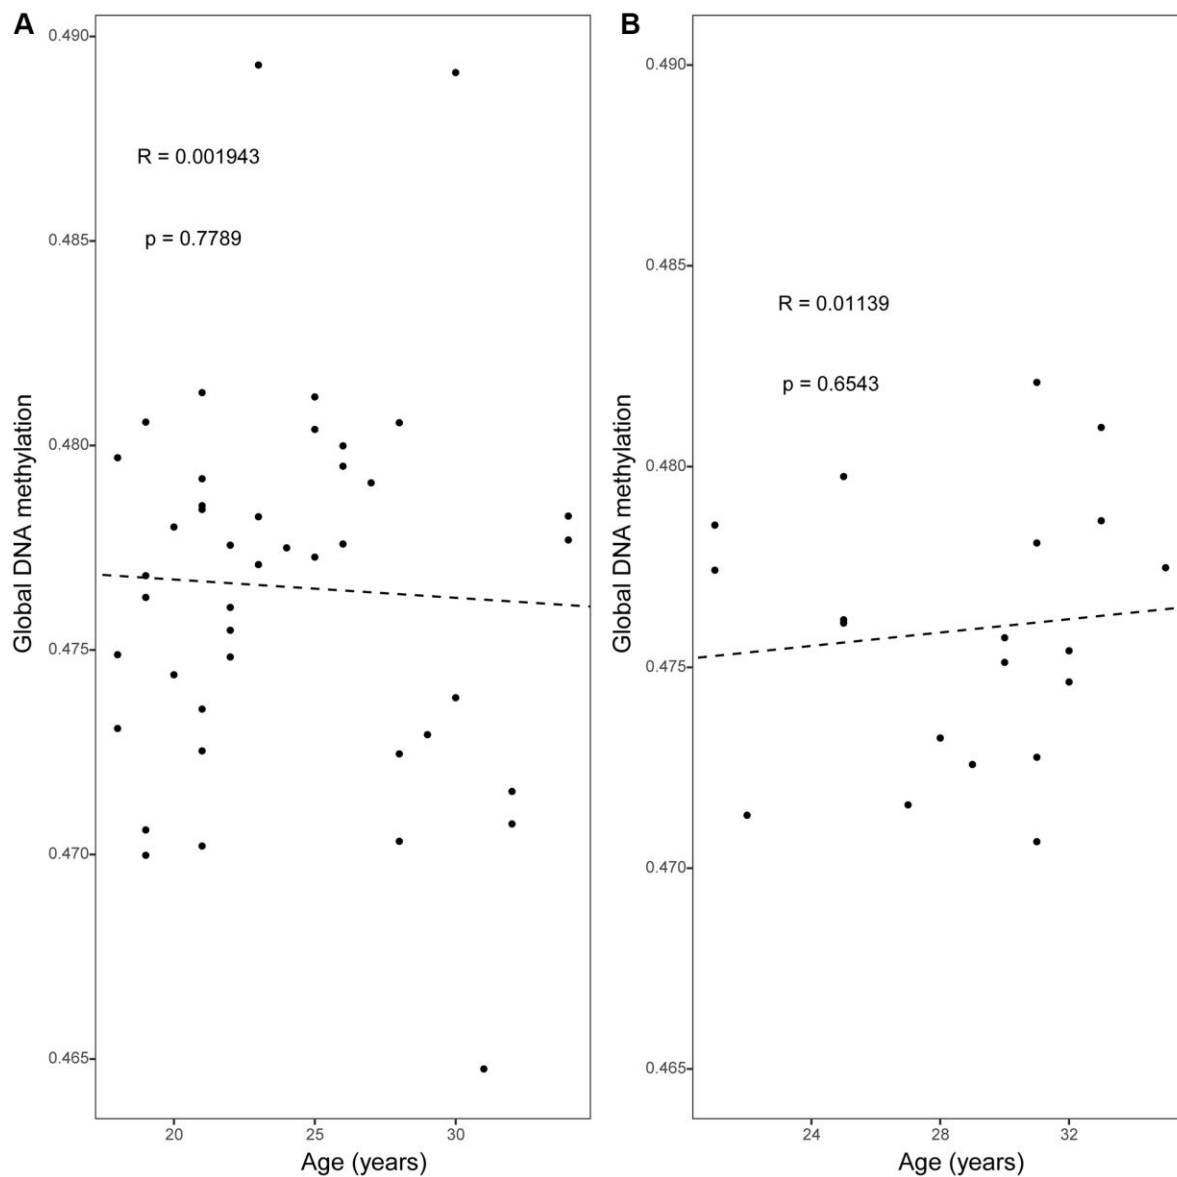 A
0.490
0.485
0.480
0.475
0.470
0.465
Global DNA methylation
R = 0.001943
p = 0.7789
20 25 30
Age (years)
B
0.490
0.485
0.480
0.475
0.470
0.465
Global DNA methylation
R = 0.01139
p = 0.6543
24 28 32
Age (years)